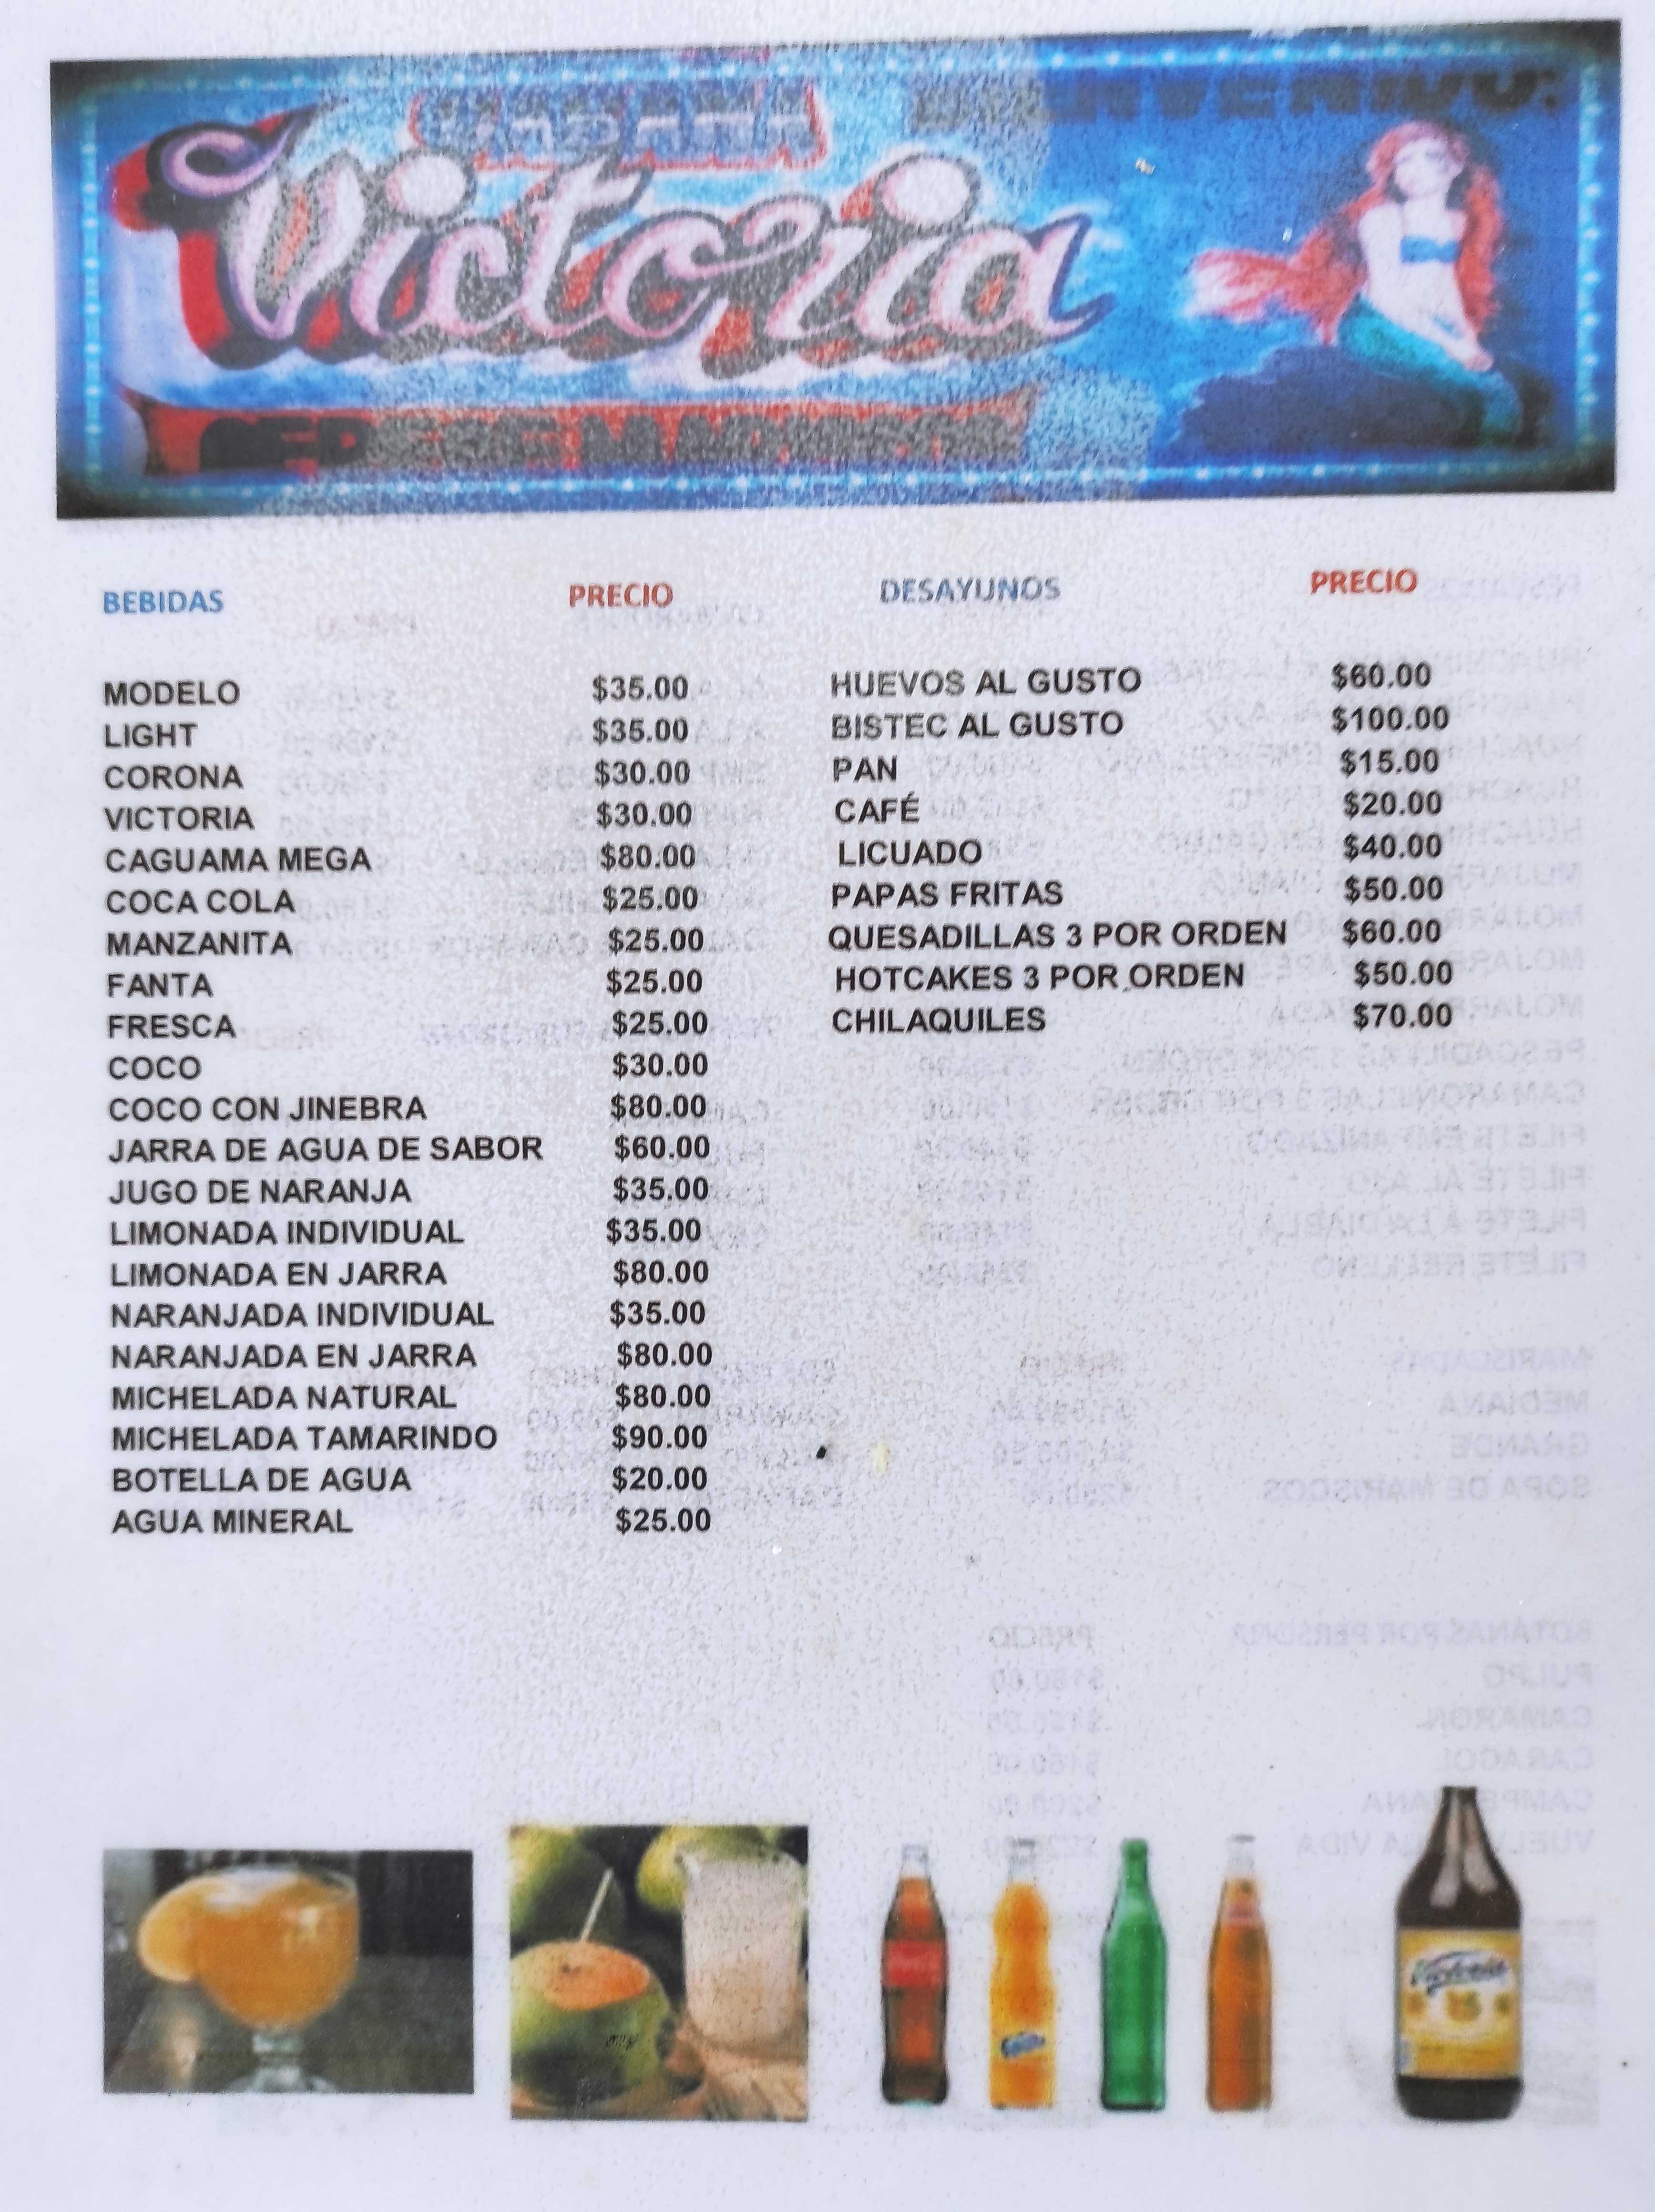 Victoria
BEBIDAS PRECIO
MODELO $35.00
LIGHT $35.00
CORONA $30.00
VICTORIA $30.00
CAGUAMA MEGA $80.00
COCA COLA $25.00
MANZANITA $25.00
FANTA $25.00
FRESCA $25.00
COCO $30.00
COCO CON JINEBRA $80.00
JARRA DE AGUA DE SABOR $60.00
JUGO DE NARANJA $35.00
LIMONADA INDIVIDUAL $35.00
LIMONADA EN JARRA $80.00
NARANJADA INDIVIDUAL $35.00
NARANJADA EN JARRA $80.00
MICHELADA NATURAL $80.00
MICHELADA TAMARINDO $90.00
BOTELLA DE AGUA $20.00
AGUA MINERAL $25.00
DESAYUNOS PRECIO
HUEVOS AL GUSTO $60.00
BISTEC AL GUSTO $100.00
PAN $15.00
CAFÉ $20.00
LICUADO $40.00
PAPAS FRITAS $50.00
QUESADILLAS 3 POR ORDEN $60.00
HOTCAKES 3 POR ORDEN $50.00
CHILAQUILES $70.00
Victoria